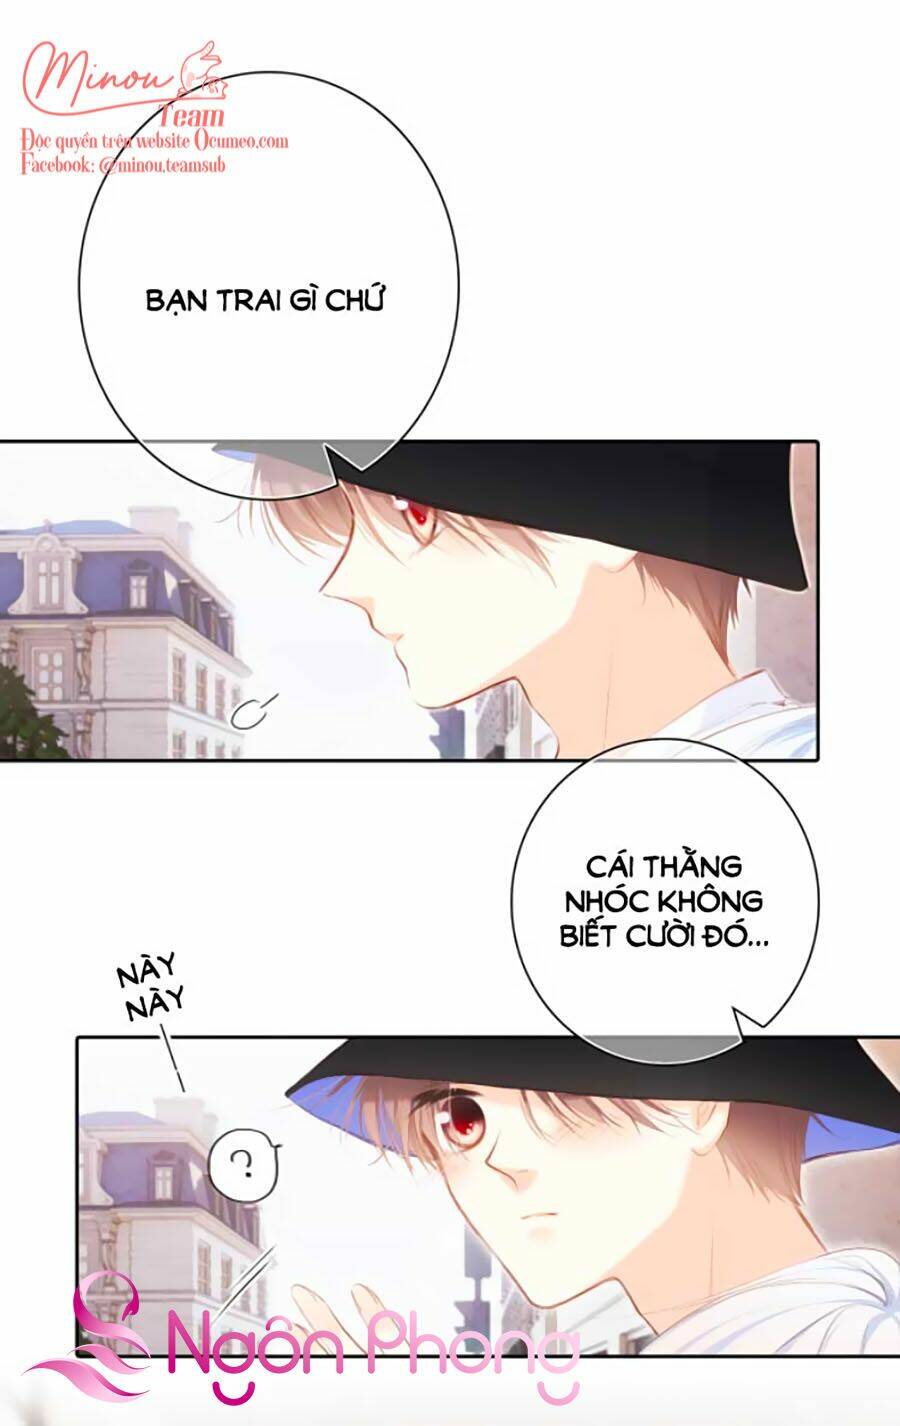 Minou
Team
Độc quyền trên website Ocumeo.com
Facebook: @minou.teamsub
BẠN TRAI GÌ CHỨ
CÁI THẰNG
NHÓC KHÔNG
BIẾT CƯỜI ĐÓ...
NÀY
NÀY
?
Ngôn Phong